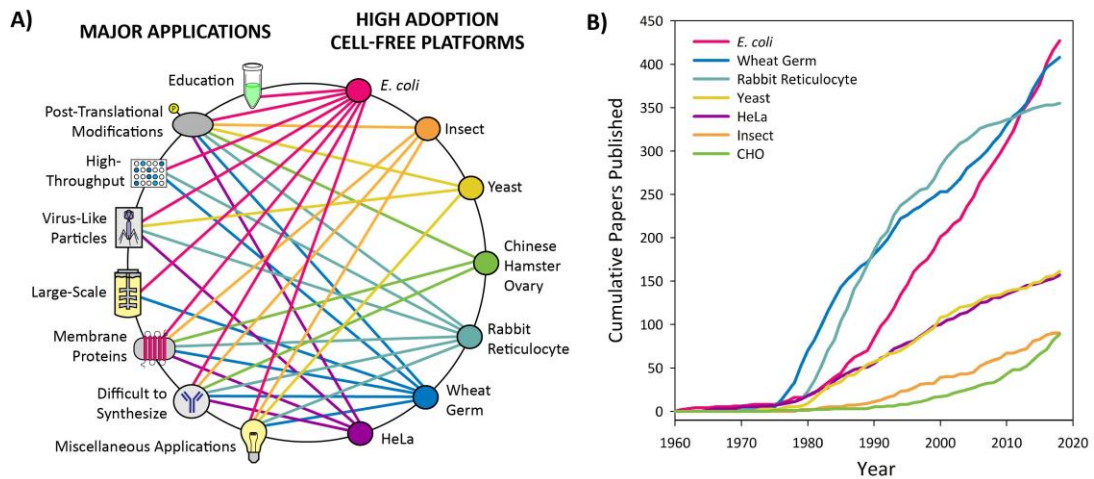 A)
MAJOR APPLICATIONS
HIGH ADOPTION
CELL-FREE PLATFORMS
Education
Post-Translational
Modifications
P
High-
Throughput
Virus-Like
Particles
Large-Scale
Membrane
Proteins
Difficult to
Synthesize
Miscellaneous Applications
E. coli
Insect
Yeast
Chinese
Hamster
Ovary
Rabbit
Reticulocyte
Wheat
Germ
HeLa
B)
Cumulative Papers Published
450
400
350
300
250
200
150
100
50
0
E. coli
Wheat Germ
Rabbit Reticulocyte
Yeast
HeLa
Insect
CHO
1960 1970 1980 1990 2000 2010 2020
Year